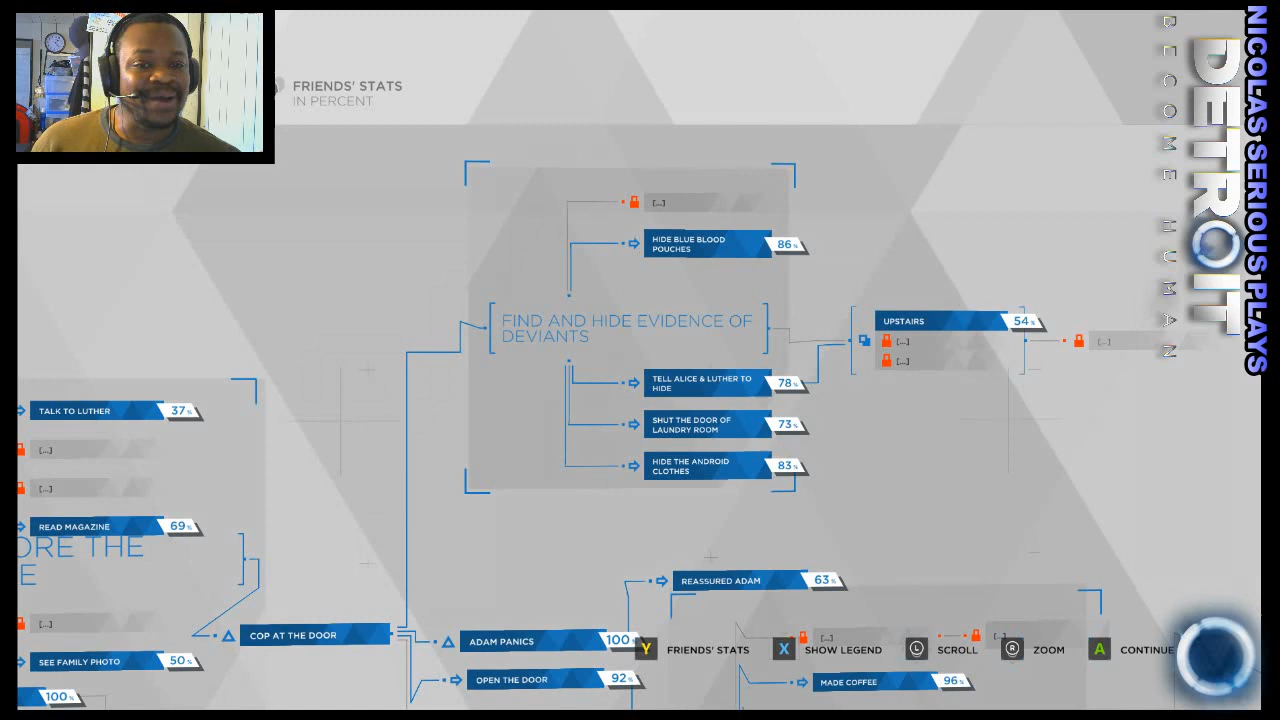 FRIENDS' STATS
IN PERCENT
[...]
HIDE BLUE BLOOD
POUCHES
86%
FIND AND HIDE EVIDENCE OF
DEVIANTS
UPSTAIRS
54%
[...]
[...]
[...]
TELL ALICE & LUTHER TO
HIDE
78%
SHUT THE DOOR OF
LAUNDRY ROOM
73%
HIDE THE ANDROID
CLOTHES
83%
TALK TO LUTHER
37%
[...]
[...]
READ MAGAZINE
69%
ORE THE
E
[...]
COP AT THE DOOR
SEE FAMILY PHOTO
50%
100%
ADAM PANICS
100%
OPEN THE DOOR
92%
REASSURED ADAM
63%
[...]
[...]
MADE COFFEE
96%
Y FRIENDS' STATS
X SHOW LEGEND
L SCROLL
R ZOOM
A CONTINUE
DETROIT
BECOME HUMAN
NICOLAS SERIOUS PLAYS